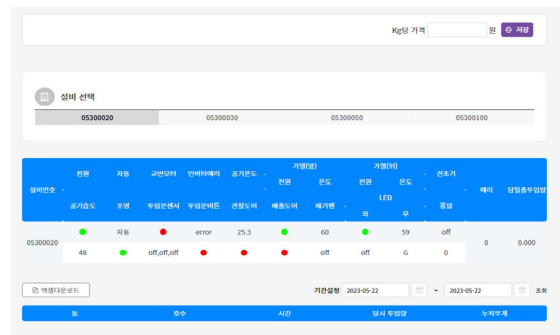 Kg당 가격 원 저장
설비 선택
05300020 05300030 05300050 05300100
가열(앞) 가열(뒤)
전원 자동 교반모터 인버터에러 공기온도 - 전원 온도 전원 온도 - 건조기
설비번호 - LED - 에러 당일총투입량
공기습도 조명 투입문센서 투입문버튼 관찰도어 배출도어 배기팬 좌 우 풍압
자동 error 25.3 60 59 off
05300020 0 0.000
48 off,off,off off off G 0
엑셀다운로드 기간설정 2023-05-22 ~ 2023-05-22 조회
동 호수 시간 당시 투입량 누적무게